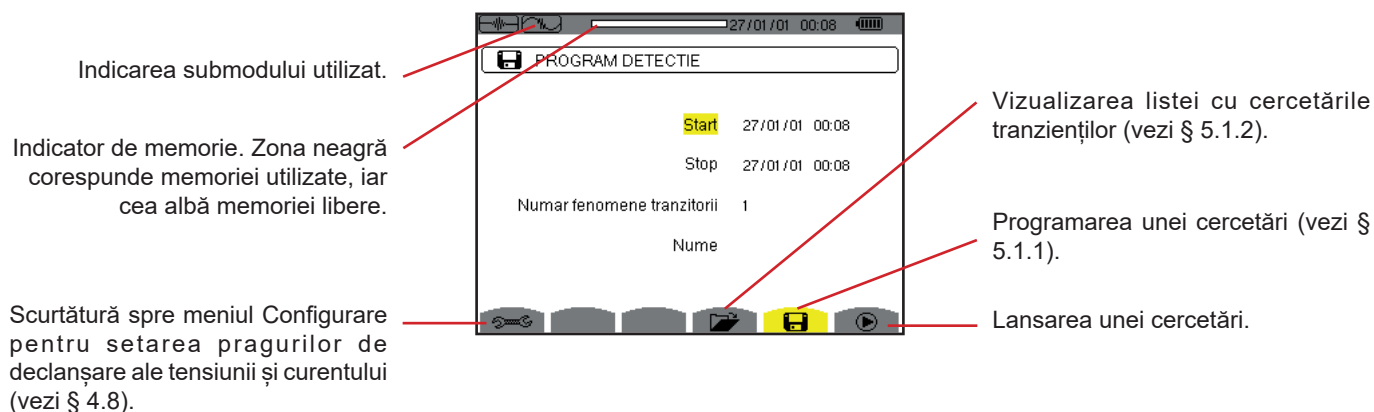 Indicarea submodului utilizat.
Indicator de memorie. Zona neagră
corespunde memoriei utilizate, iar
cea albă memoriei libere.
Scurtătură spre meniul Configurare
pentru setarea pragurilor de
declanșare ale tensiunii și curentului
(vezi § 4.8).
27/01/01 00:08
PROGRAM DETECTIE
Start 27/01/01 00:08
Stop 27/01/01 00:08
Numar fenomene tranzitorii 1
Nume
Vizualizarea listei cu cercetările
tranzienților (vezi § 5.1.2).
Programarea unei cercetări (vezi §
5.1.1).
Lansarea unei cercetări.